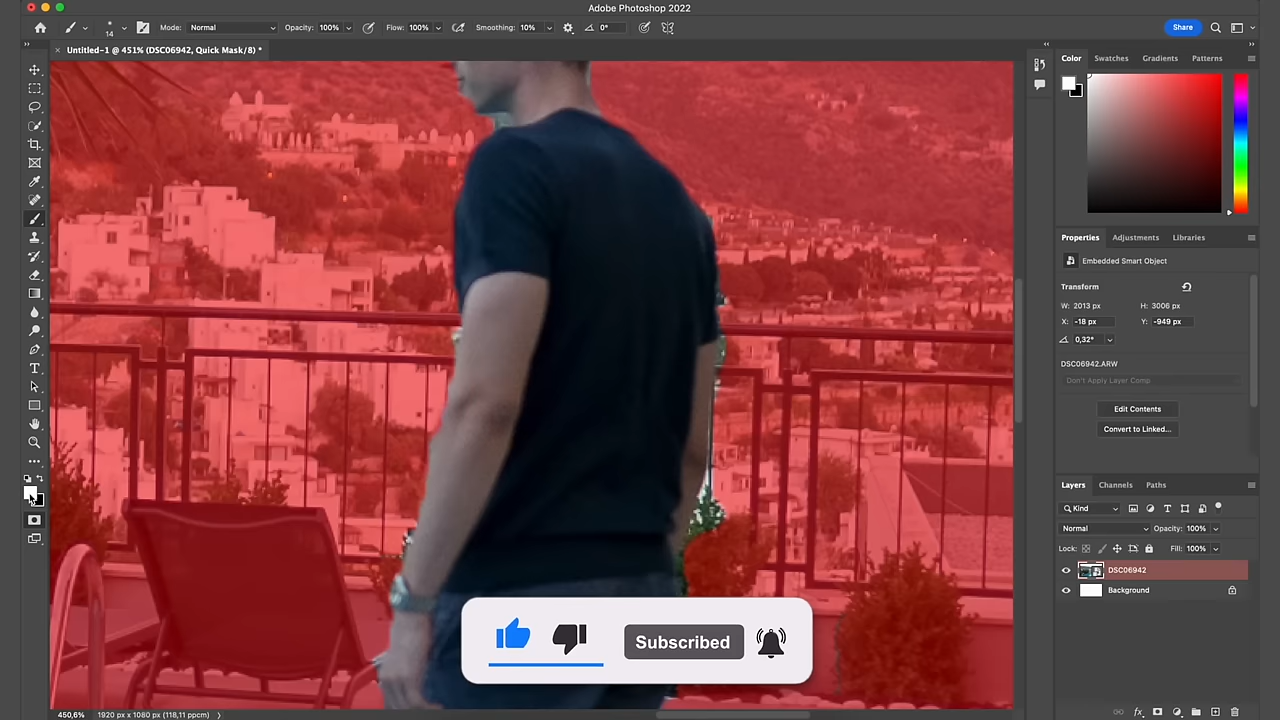 Adobe Photoshop 2022
14
Mode: Normal
Opacity: 100%
Flow: 100%
Smoothing: 10%
0°
Share
× Untitled-1 @ 451% (DSC06942, Quick Mask/8) *
Color Swatches Gradients Patterns
Properties Adjustments Libraries
Embedded Smart Object
Transform
W: 2013 px H: 3006 px
X: -18 px Y: -949 px
0,32°
DSC06942.ARW
Don't Apply Layer Comp
Edit Contents
Convert to Linked...
Layers Channels Paths
Kind
Normal Opacity: 100%
Lock: Fill: 100%
DSC06942
Background
Subscribed
450,6% 1920 px x 1080 px (118,11 ppcm)